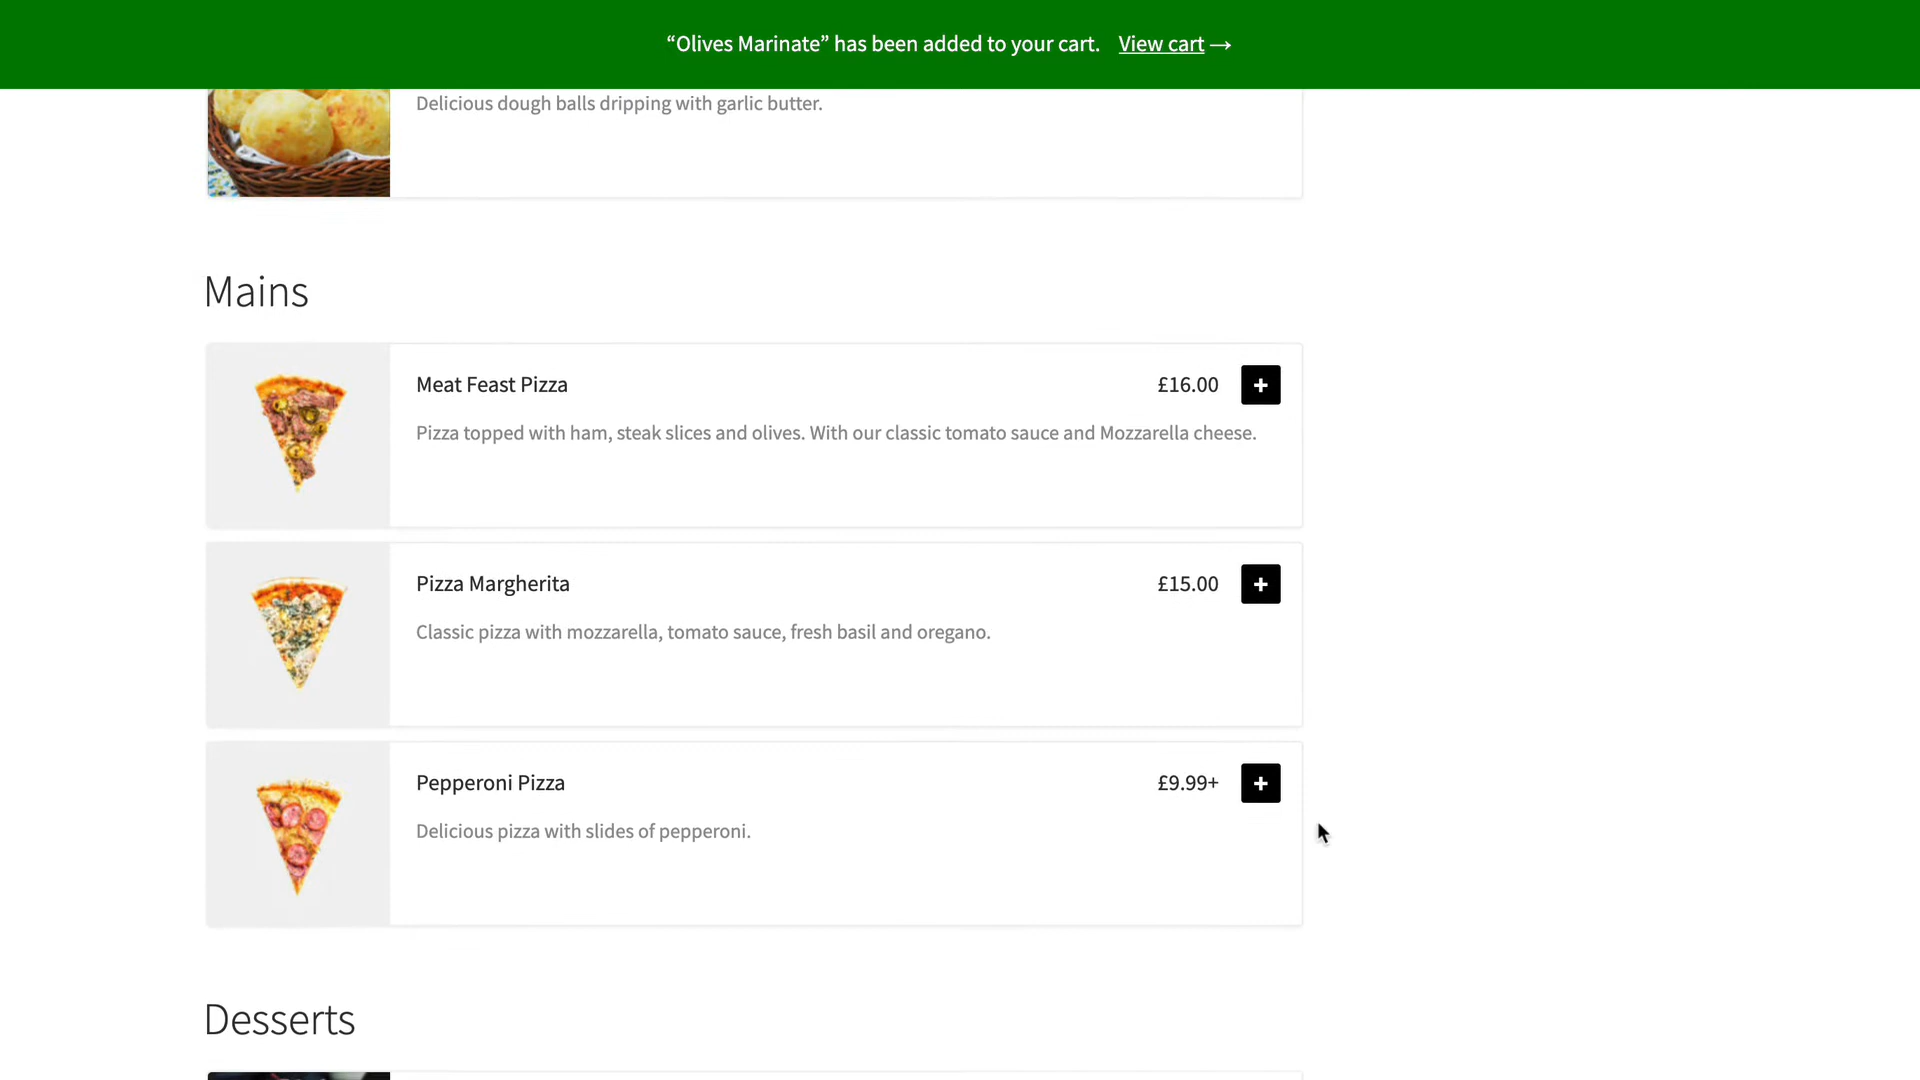 “Olives Marinate” has been added to your cart. View cart →
Delicious dough balls dripping with garlic butter.
Mains
Meat Feast Pizza £16.00 +
Pizza topped with ham, steak slices and olives. With our classic tomato sauce and Mozzarella cheese.
Pizza Margherita £15.00 +
Classic pizza with mozzarella, tomato sauce, fresh basil and oregano.
Pepperoni Pizza £9.99+ +
Delicious pizza with slides of pepperoni.
Desserts